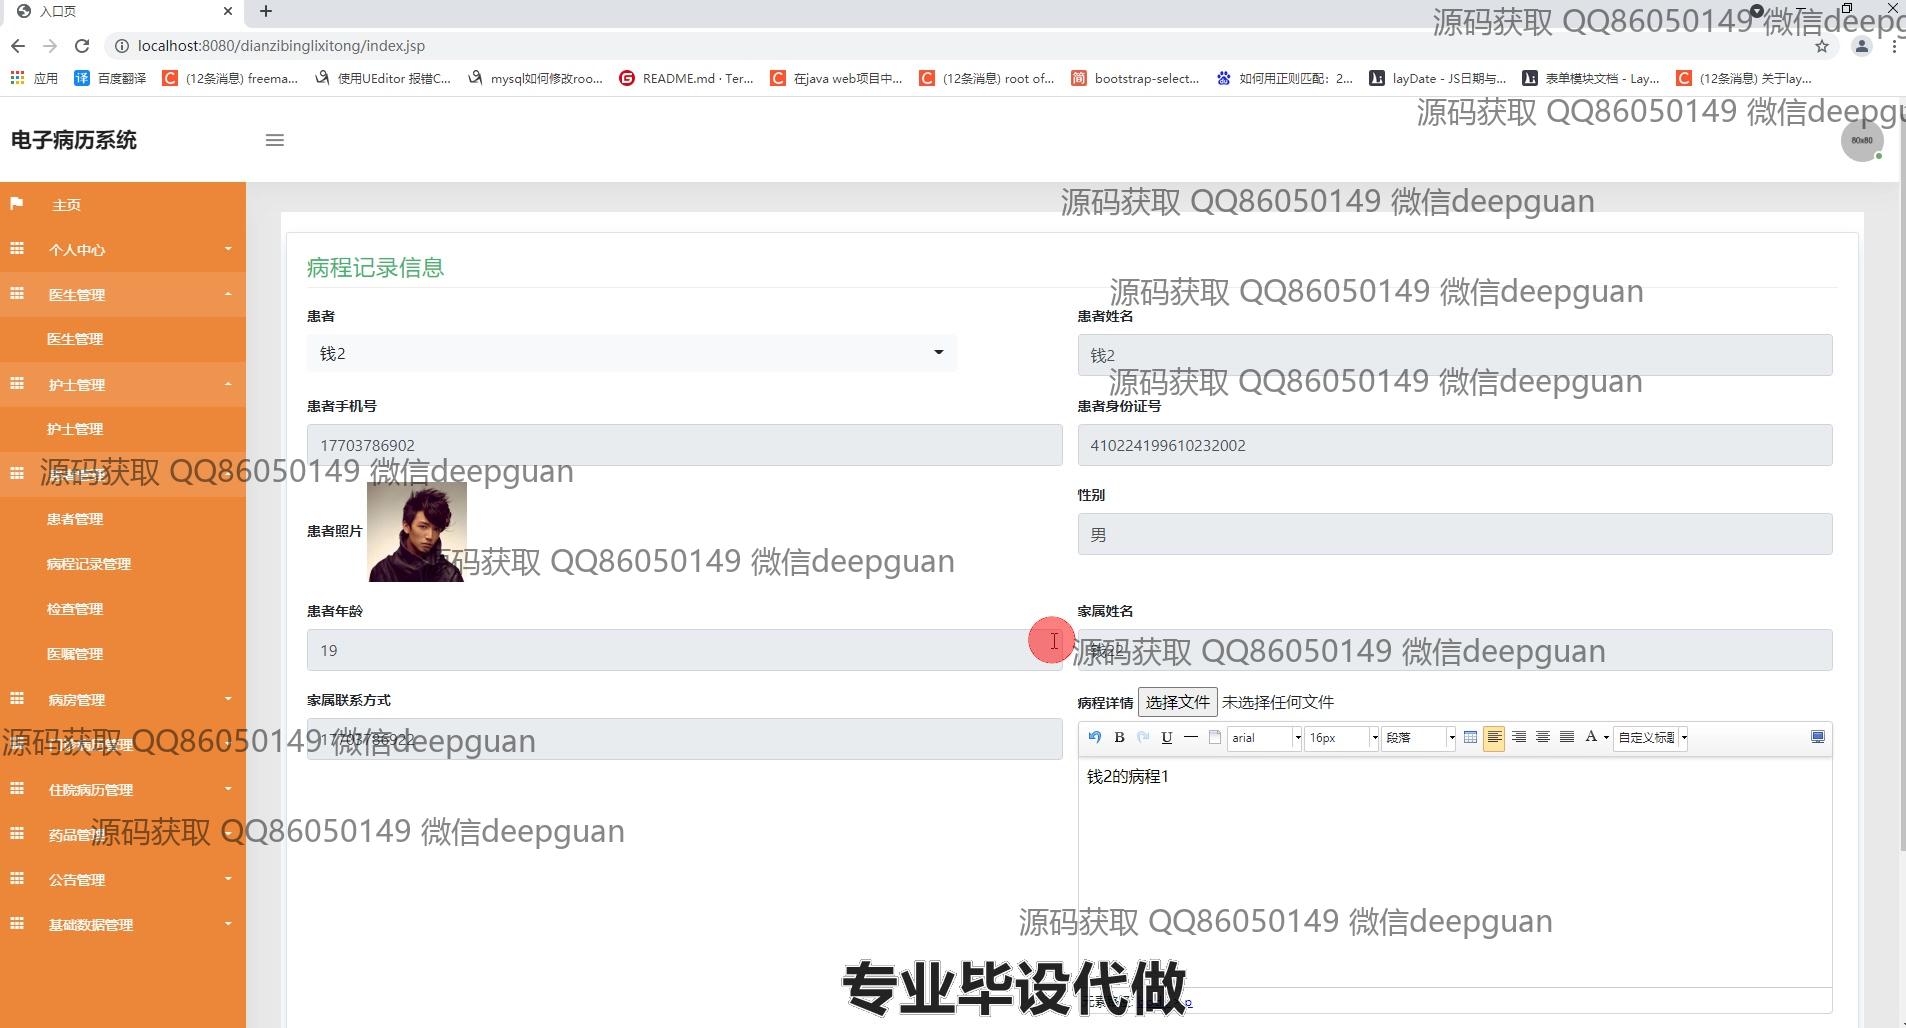 入口页
源码获取 QQ86050149 微信deepg
localhost:8080/dianzibinglixitong/index.jsp
应用
百度翻译
(12条消息) freema...
使用UEditor 报错C...
mysql如何修改roo...
README.md · Ter...
在java web项目中...
(12条消息) root of...
bootstrap-select...
如何用正则匹配：2...
layDate - JS日期与...
表单模块文档 - Lay...
(12条消息) 关于lay...
源码获取 QQ86050149 微信deepgu
电子病历系统
80x80
源码获取 QQ86050149 微信deepguan
主页
个人中心
医生管理
医生管理
护士管理
护士管理
患者管理
病程记录管理
检查管理
医嘱管理
病房管理
住院病历管理
药品管理
公告管理
基础数据管理
病程记录信息
源码获取 QQ86050149 微信deepguan
患者
患者姓名
钱2
钱2
源码获取 QQ86050149 微信deepguan
患者手机号
患者身份证号
17703786902
410224199610232002
源码获取 QQ86050149 微信deepguan
性别
患者照片
男
码获取 QQ86050149 微信deepguan
患者年龄
家属姓名
19
源码获取 QQ86050149 微信deepguan
家属联系方式
病程详情 选择文件 未选择任何文件
17703786922
源码获取 QQ86050149 微信deepguan
B U arial 16px 段落 A 自定义标题
钱2的病程1
源码获取 QQ86050149 微信deepguan
源码获取 QQ86050149 微信deepguan
专业毕设代做
p